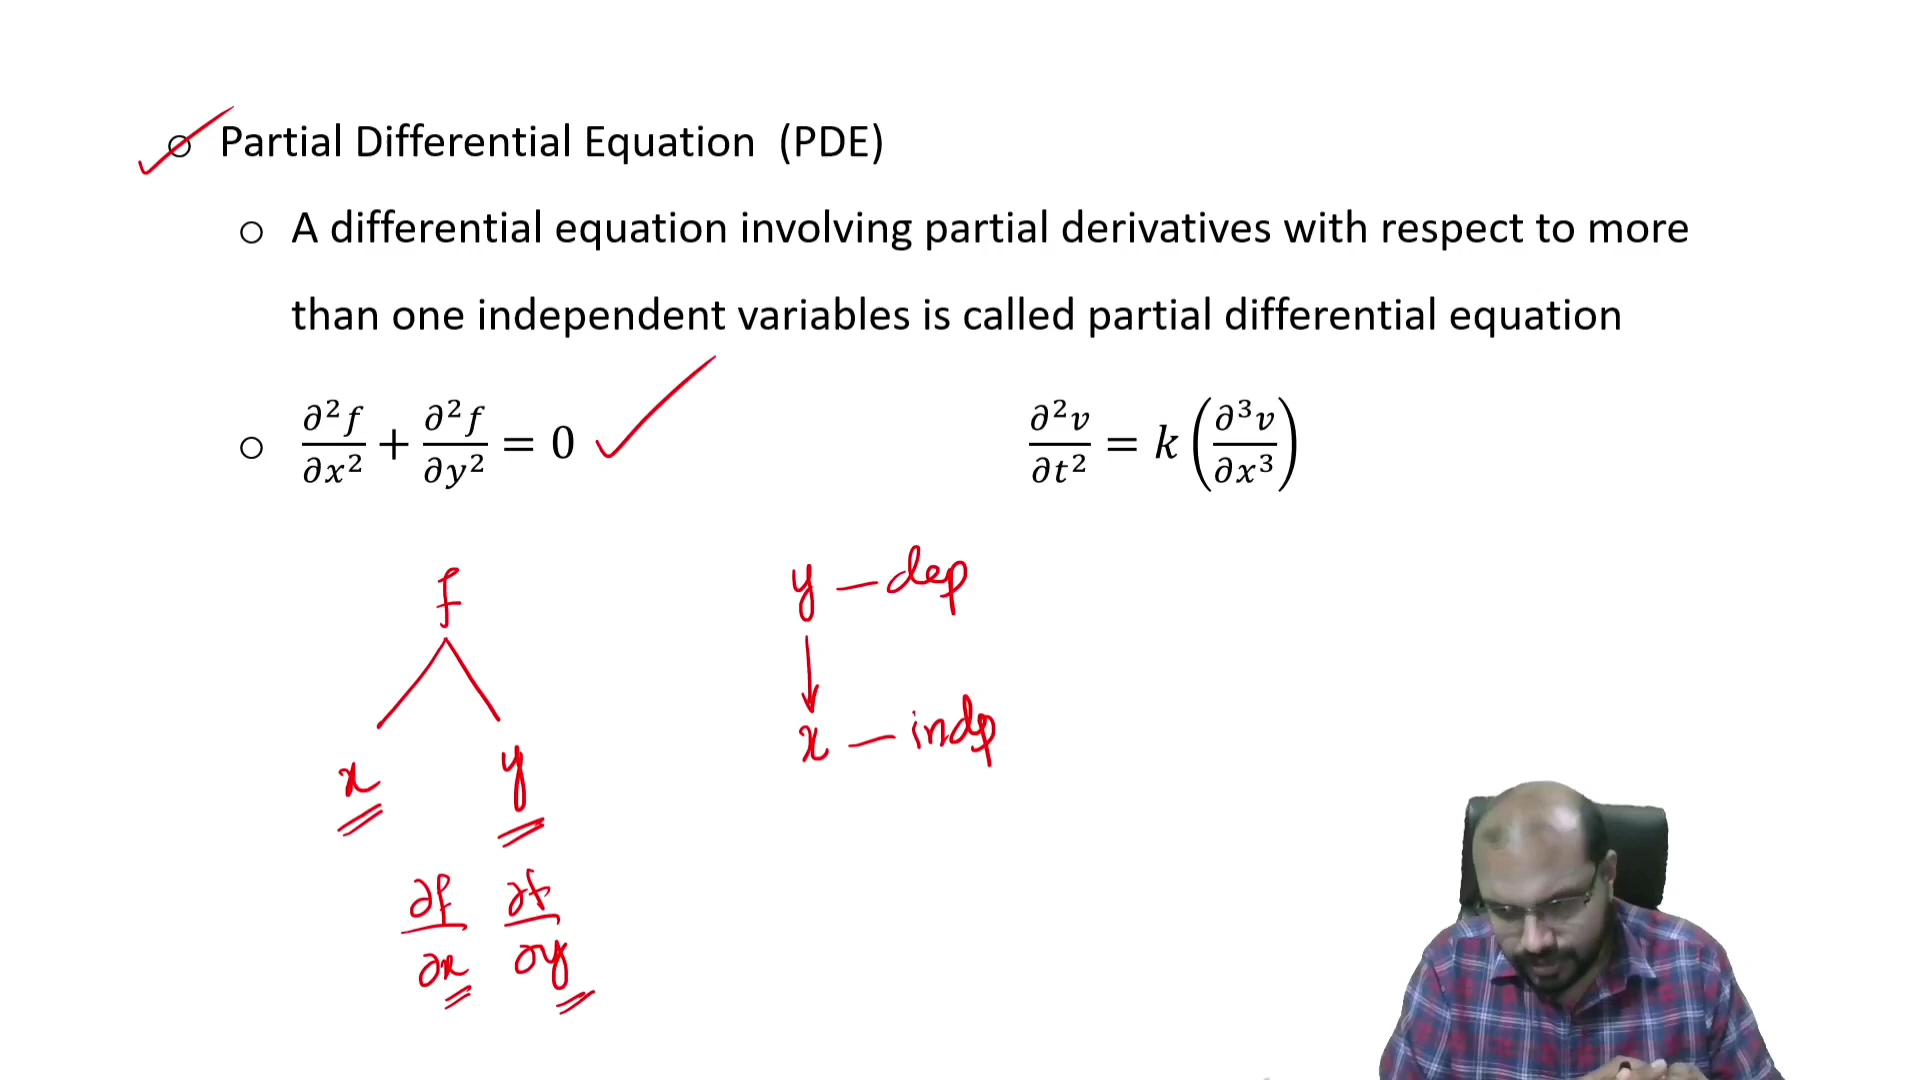 ○ Partial Differential Equation (PDE)
○ A differential equation involving partial derivatives with respect to more
than one independent variables is called partial differential equation
○ ∂²f/∂x² + ∂²f/∂y² = 0 ∂²v/∂t² = k(∂³v/∂x³)
f
y – dep
x y
x – indp
∂f/∂x ∂f/∂y